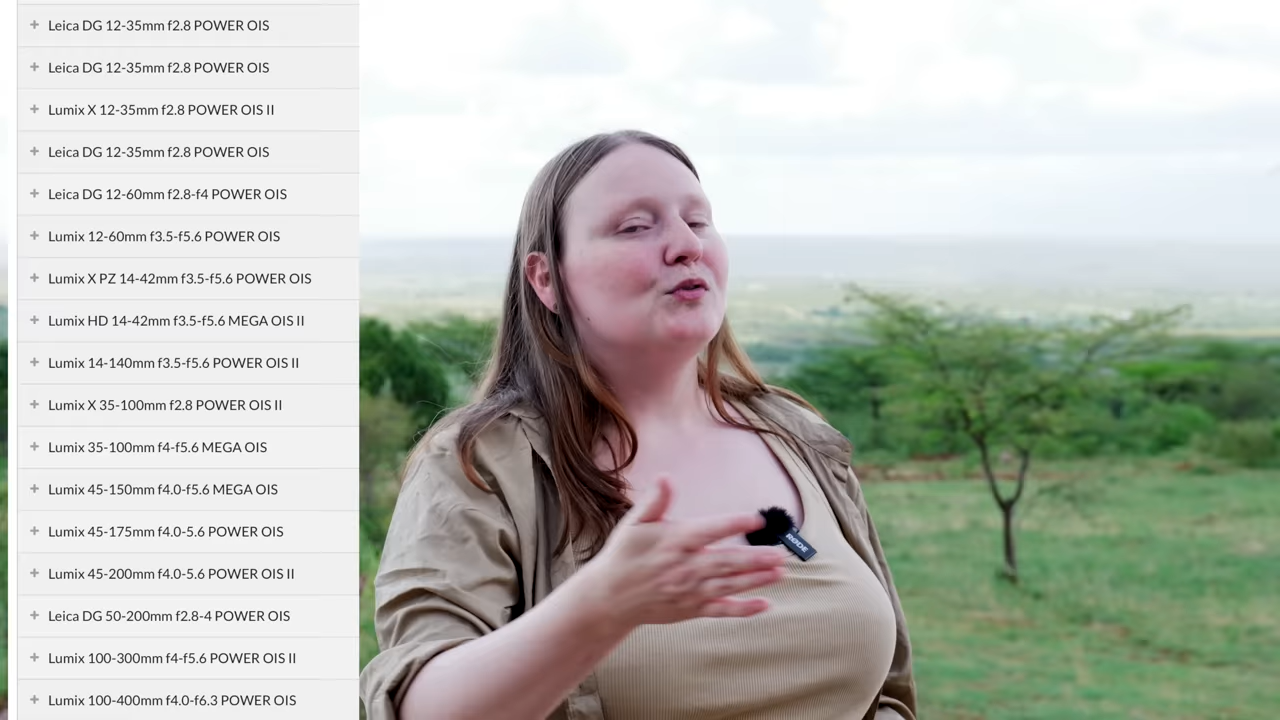 + Leica DG 12-35mm f2.8 POWER OIS
+ Leica DG 12-35mm f2.8 POWER OIS
+ Lumix X 12-35mm f2.8 POWER OIS II
+ Leica DG 12-35mm f2.8 POWER OIS
+ Leica DG 12-60mm f2.8-f4 POWER OIS
+ Lumix 12-60mm f3.5-f5.6 POWER OIS
+ Lumix X PZ 14-42mm f3.5-f5.6 POWER OIS
+ Lumix HD 14-42mm f3.5-f5.6 MEGA OIS II
+ Lumix 14-140mm f3.5-f5.6 POWER OIS II
+ Lumix X 35-100mm f2.8 POWER OIS II
+ Lumix 35-100mm f4-f5.6 MEGA OIS
+ Lumix 45-150mm f4.0-f5.6 MEGA OIS
+ Lumix 45-175mm f4.0-5.6 POWER OIS
+ Lumix 45-200mm f4.0-5.6 POWER OIS II
+ Leica DG 50-200mm f2.8-4 POWER OIS
+ Lumix 100-300mm f4-f5.6 POWER OIS II
+ Lumix 100-400mm f4.0-f6.3 POWER OIS
RØDE